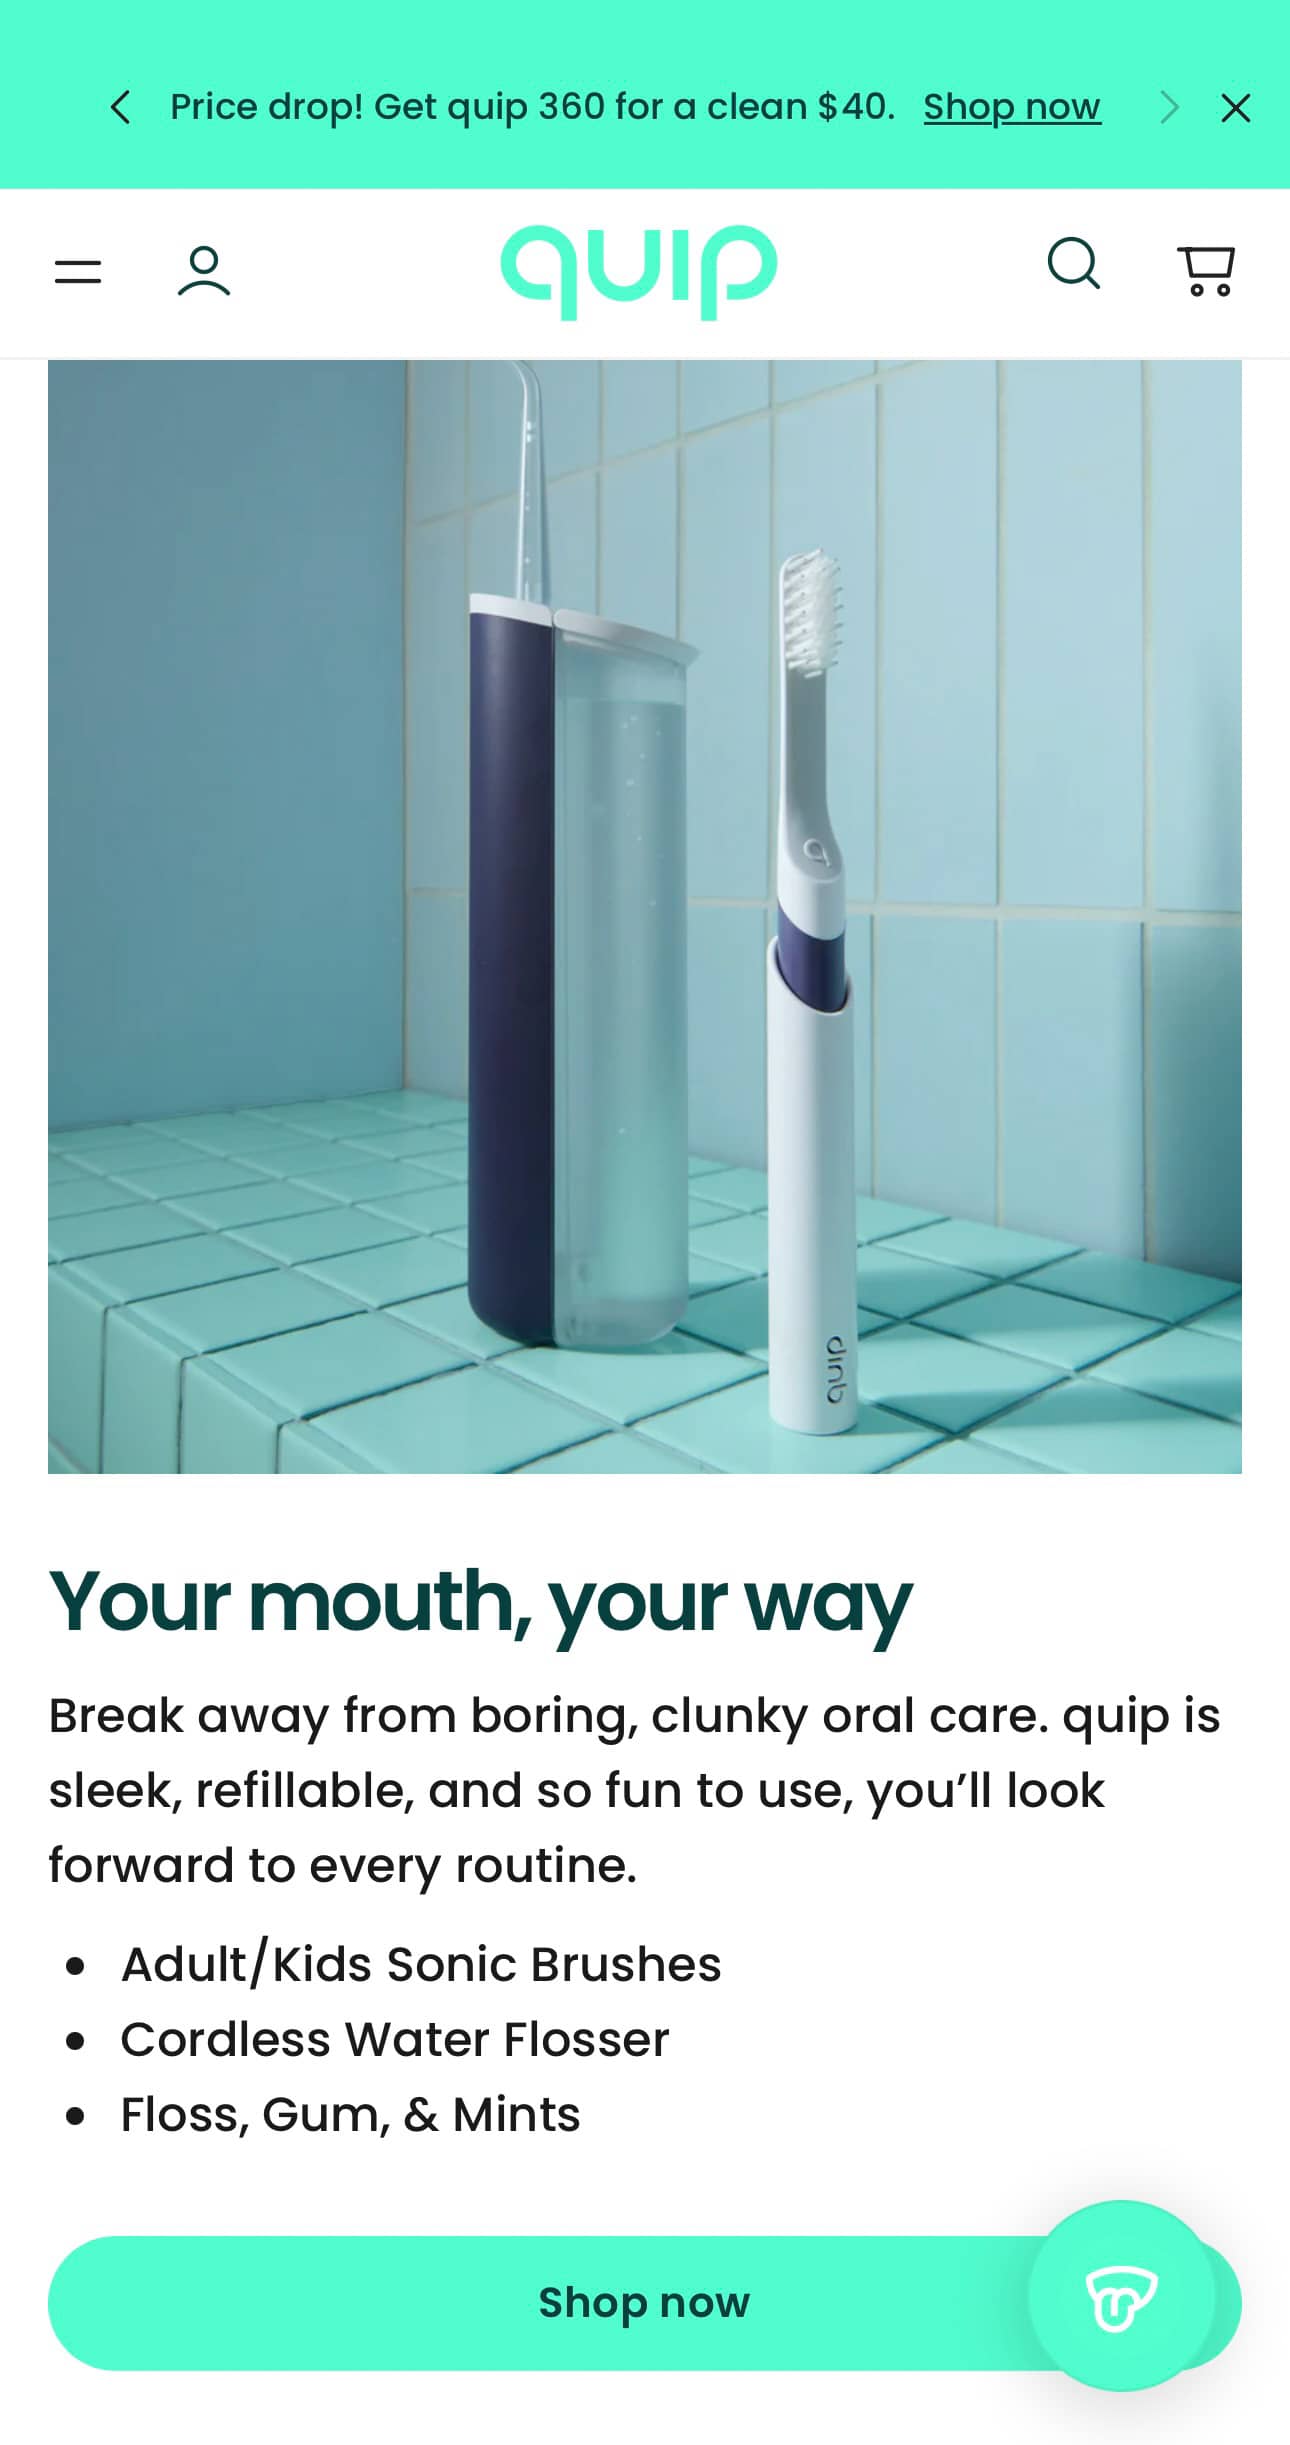 Price drop! Get quip 360 for a clean $40. Shop now
quip
quip
Your mouth, your way
Break away from boring, clunky oral care. quip is
sleek, refillable, and so fun to use, you’ll look
forward to every routine.
• Adult/Kids Sonic Brushes
• Cordless Water Flosser
• Floss, Gum, & Mints
Shop now